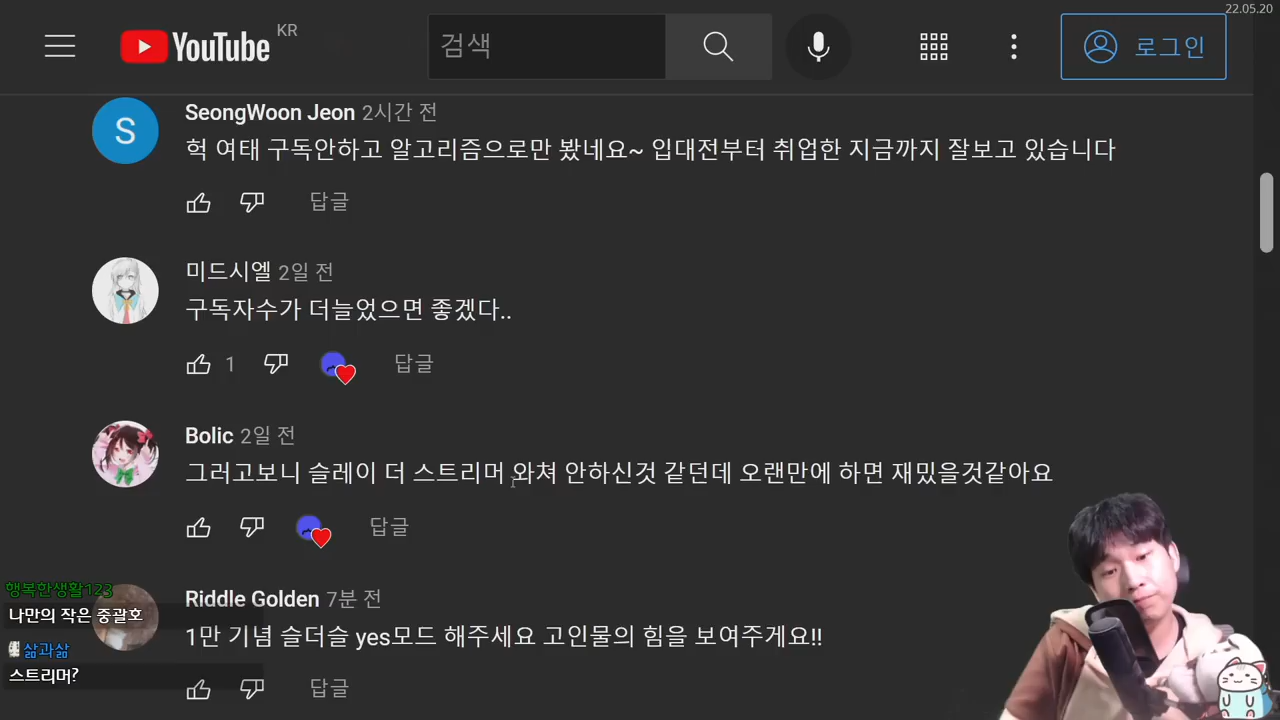 22.05.20
YouTube KR
검색
로그인
S
SeongWoon Jeon 2시간 전
헉 여태 구독안하고 알고리즘으로만 봤네요~ 입대전부터 취업한 지금까지 잘보고 있습니다
답글
미드시엘 2일 전
구독자수가 더늘었으면 좋겠다..
1 답글
Bolic 2일 전
그러고보니 슬레이 더 스트리머 와쳐 안하신것 같던데 오랜만에 하면 재밌을것같아요
답글
행복한생활123
나만의 작은 중괄호
삶과삶
스트리머?
Riddle Golden 7분 전
1만 기념 슬더슬 yes모드 해주세요 고인물의 힘을 보여주게요!!
답글